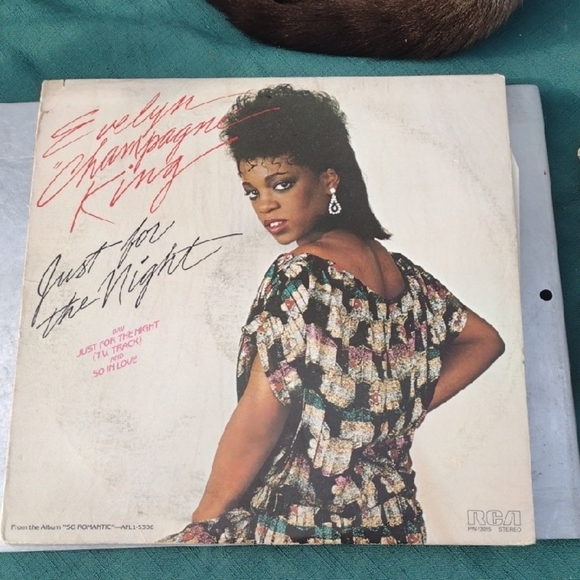 Evelyn
"Champagne"
King
Just for
the Night
B/W
JUST FOR THE NIGHT
(T.V. TRACK)
AND
SO IN LOVE
From the Album "SO ROMANTIC"—AFL1-5308
RCA
STEREO